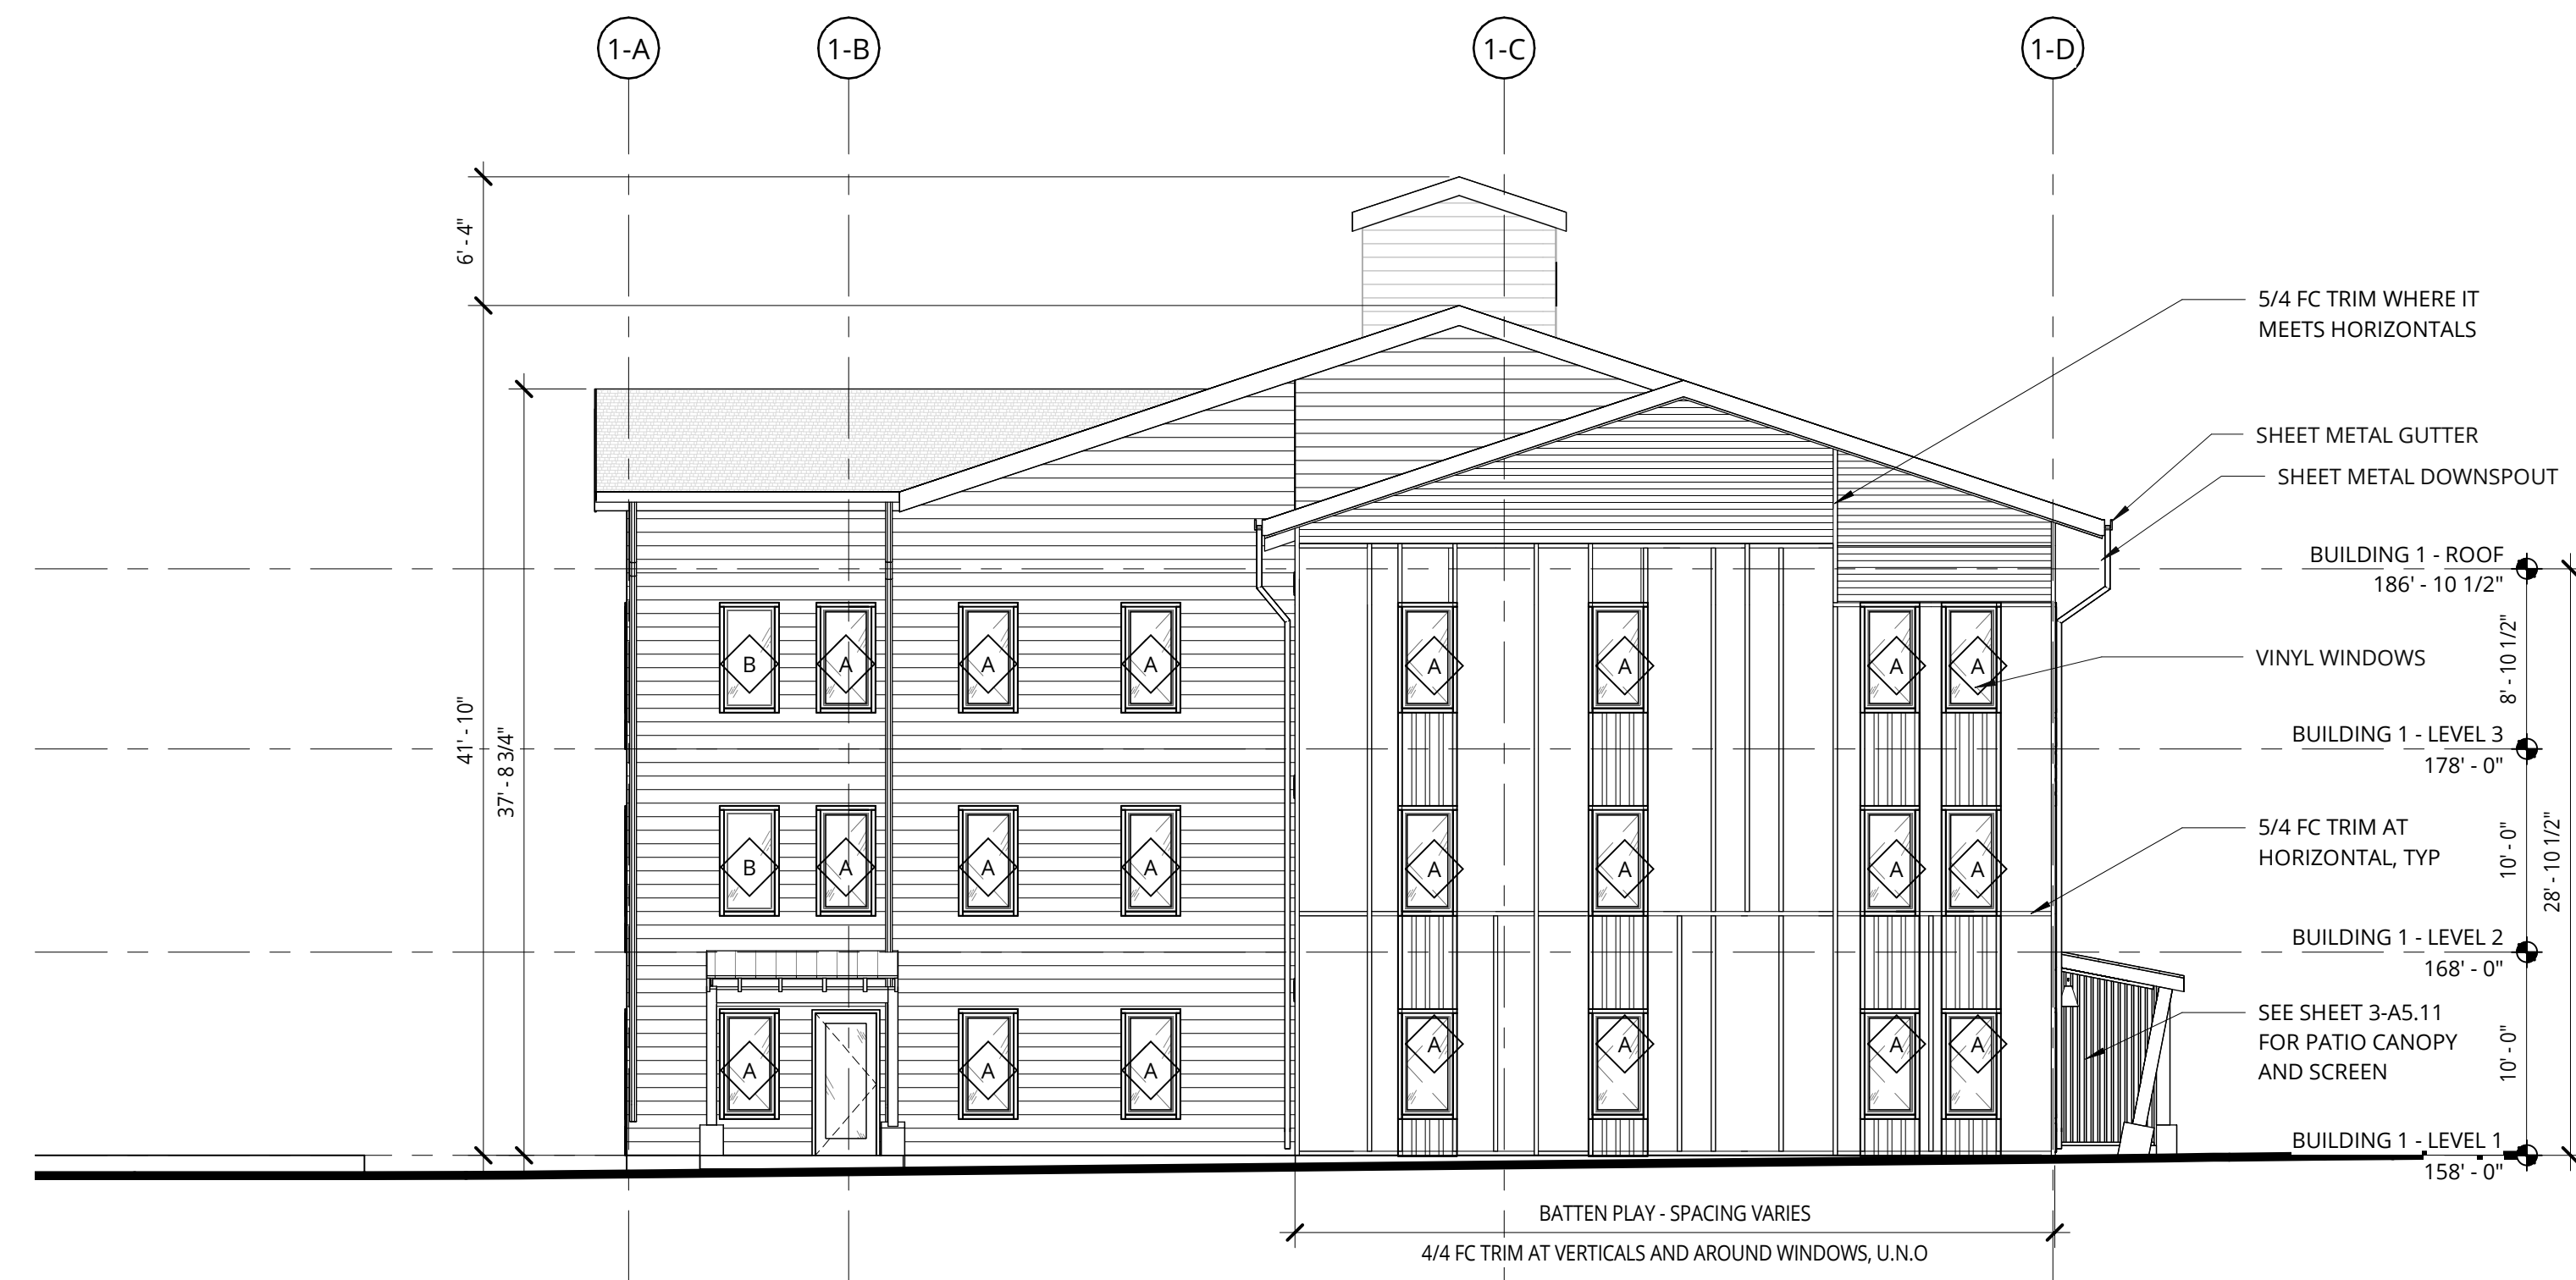 1-A
1-B
1-C
1-D
6' - 4"
41' - 10"
37' - 8 3/4"
5/4 FC TRIM WHERE IT
MEETS HORIZONTALS
SHEET METAL GUTTER
SHEET METAL DOWNSPOUT
BUILDING 1 - ROOF
186' - 10 1/2"
8' - 10 1/2"
VINYL WINDOWS
B
A
A
A
A
A
A
A
BUILDING 1 - LEVEL 3
178' - 0"
5/4 FC TRIM AT
HORIZONTAL, TYP
10' - 0"
28' - 10 1/2"
B
A
A
A
A
A
A
A
BUILDING 1 - LEVEL 2
168' - 0"
SEE SHEET 3-A5.11
FOR PATIO CANOPY
AND SCREEN
10' - 0"
A
A
A
A
A
A
A
BUILDING 1 - LEVEL 1
158' - 0"
BATTEN PLAY - SPACING VARIES
4/4 FC TRIM AT VERTICALS AND AROUND WINDOWS, U.N.O